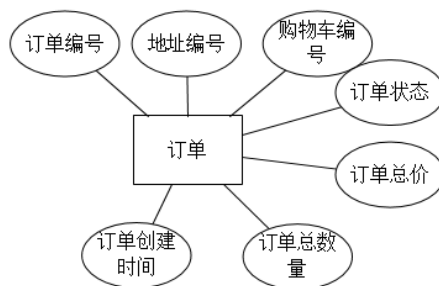 订单编号
地址编号
购物车编
号
订单状态
订单
订单总价
订单创建
时间
订单总数
量